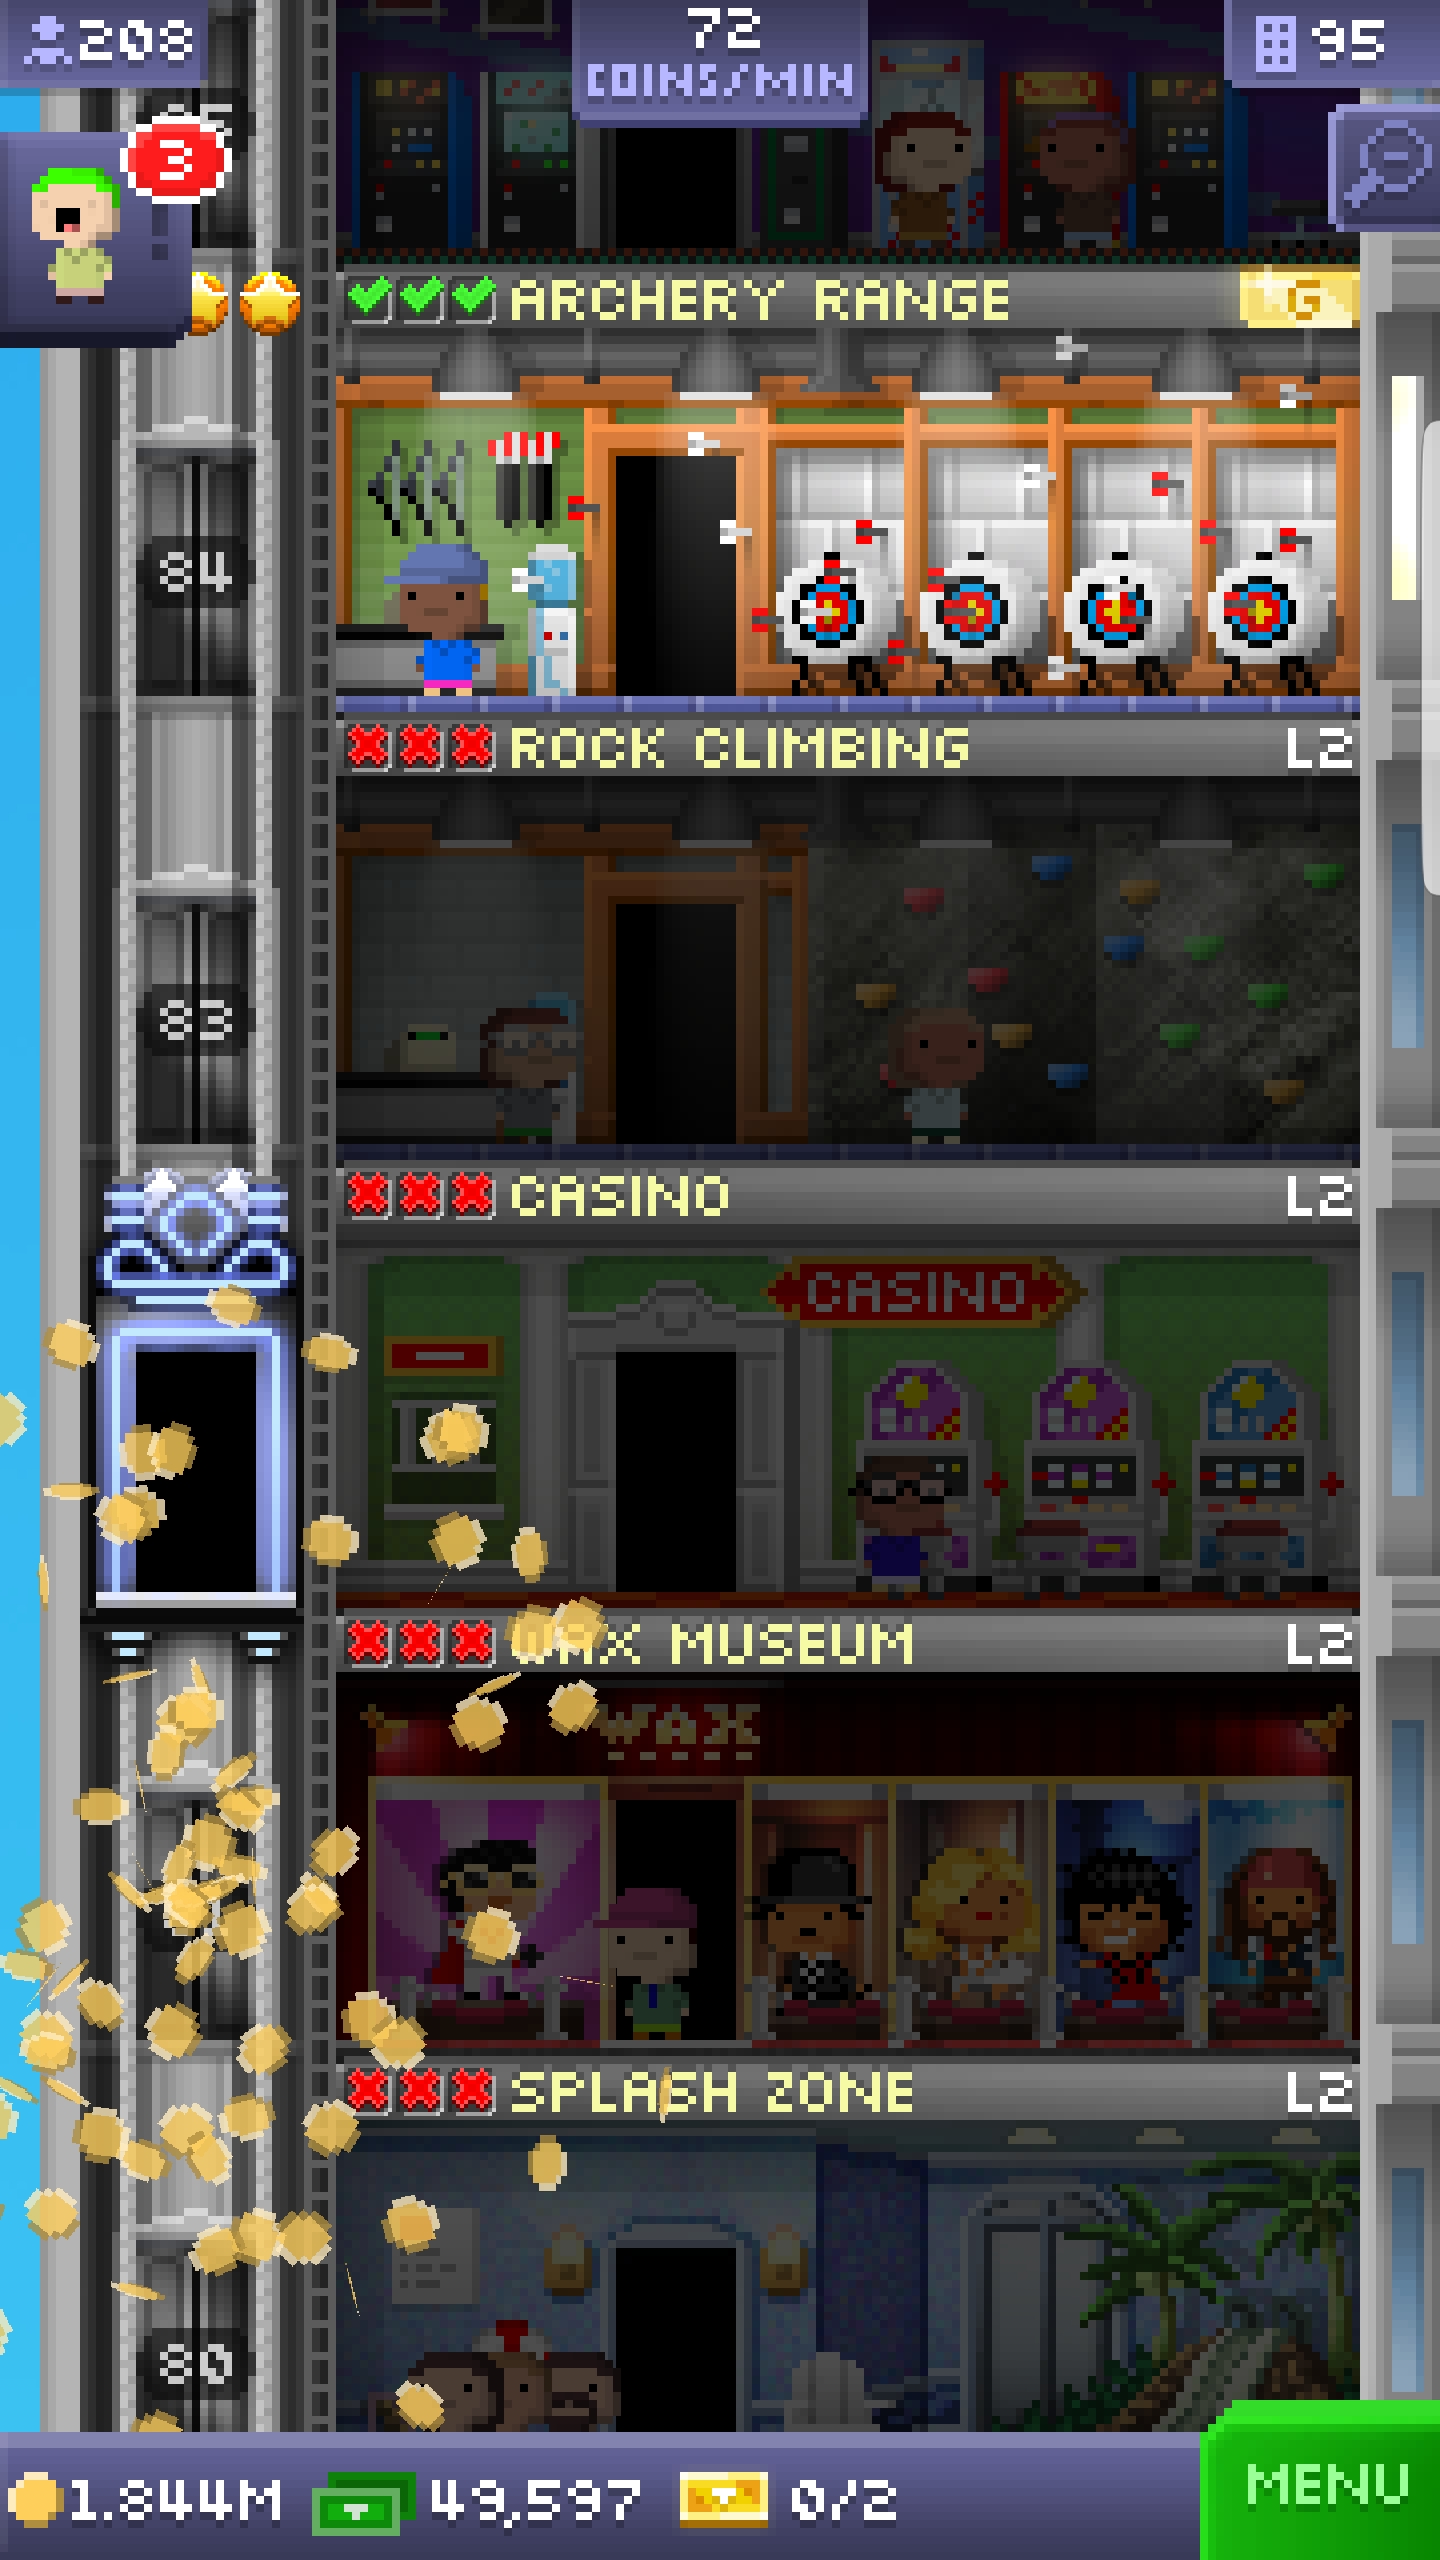 208
72
COINS/MIN
95
3
ARCHERY RANGE
G
84
ROCK CLIMBING L2
83
CASINO L2
CASINO
WAX MUSEUM L2
WAX
SPLASH ZONE L2
80
1.844M
49,597
0/2
MENU